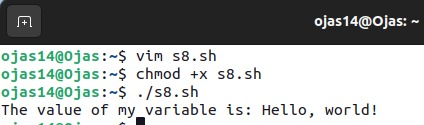 ojas14@Ojas: ~
ojas14@Ojas:~$ vim s8.sh
ojas14@Ojas:~$ chmod +x s8.sh
ojas14@Ojas:~$ ./s8.sh
The value of my variable is: Hello, world!
ojas14@Ojas:~$